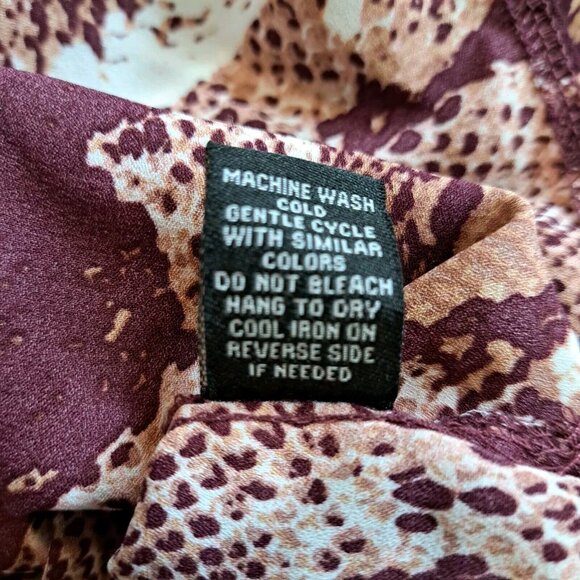 MACHINE WASH
COLD
GENTLE CYCLE
WITH SIMILAR
COLORS
DO NOT BLEACH
HANG TO DRY
COOL IRON ON
REVERSE SIDE
IF NEEDED